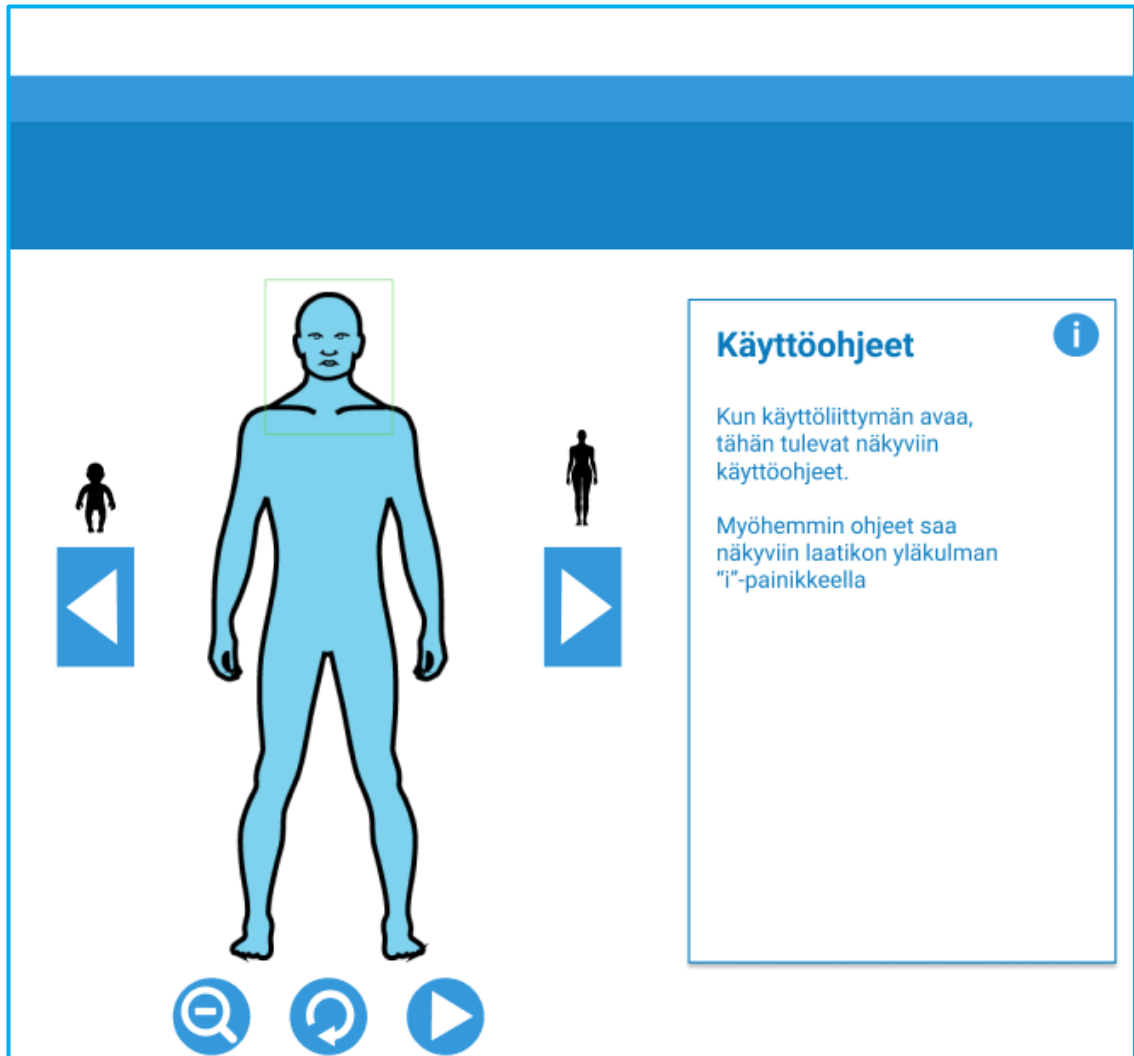 Käyttöohjeet
i
Kun käyttöliittymän avaa,
tähän tulevat näkyviin
käyttöohjeet.
Myöhemmin ohjeet saa
näkyviin laatikon yläkulman
“i”-painikkeella